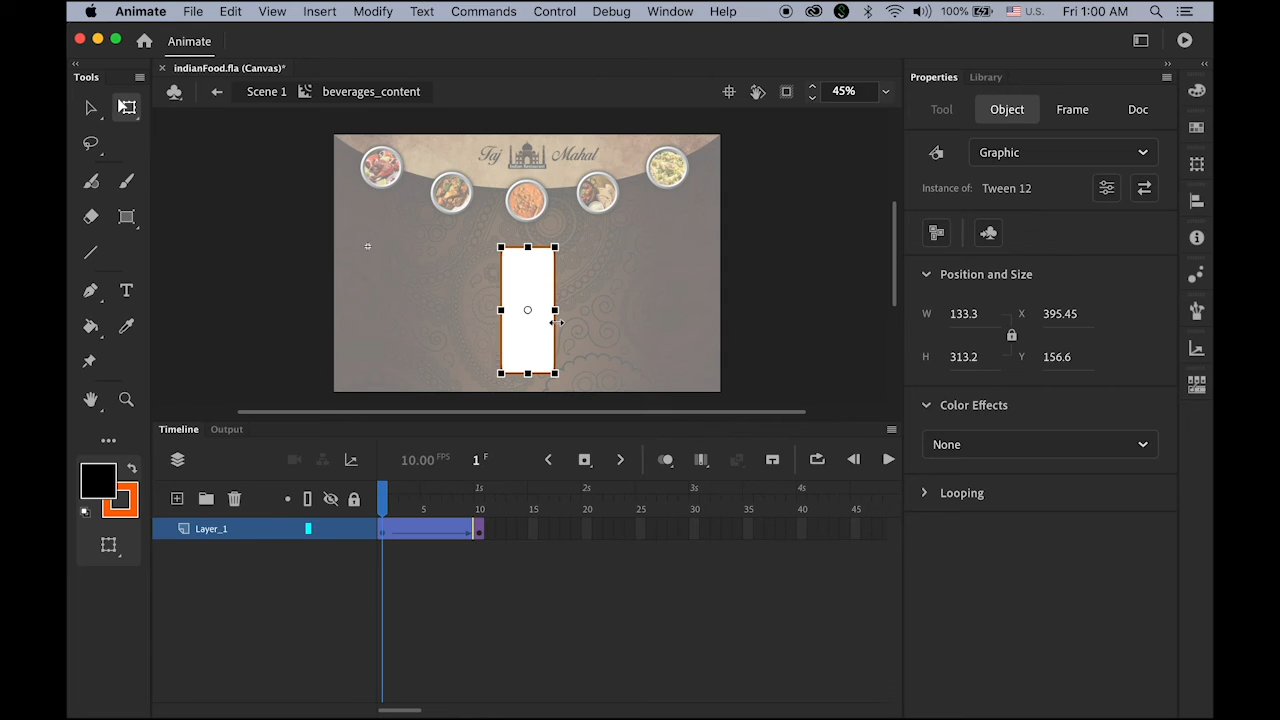 Animate File Edit View Insert Modify Text Commands Control Debug Window Help 100% U.S. Fri 1:00 AM
Animate
Tools
indianFood.fla (Canvas)*
Scene 1 beverages_content 45%
Taj Mahal
Indian Restaurant
Properties Library
Tool Object Frame Doc
Graphic
Instance of: Tween 12
Position and Size
W 133.3 X 395.45
H 313.2 Y 156.6
Color Effects
None
Looping
Timeline Output
10.00 FPS 1 F
1s 2s 3s 4s
5 10 15 20 25 30 35 40 45
Layer_1
T